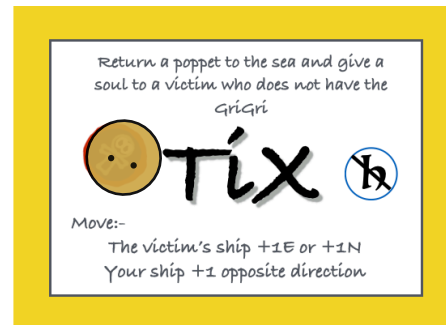 Return a poppet to the sea and give a
soul to a victim who does not have the
GriGri
Tix
h
Move:-
The victim's ship +1E or +1N
Your ship +1 opposite direction